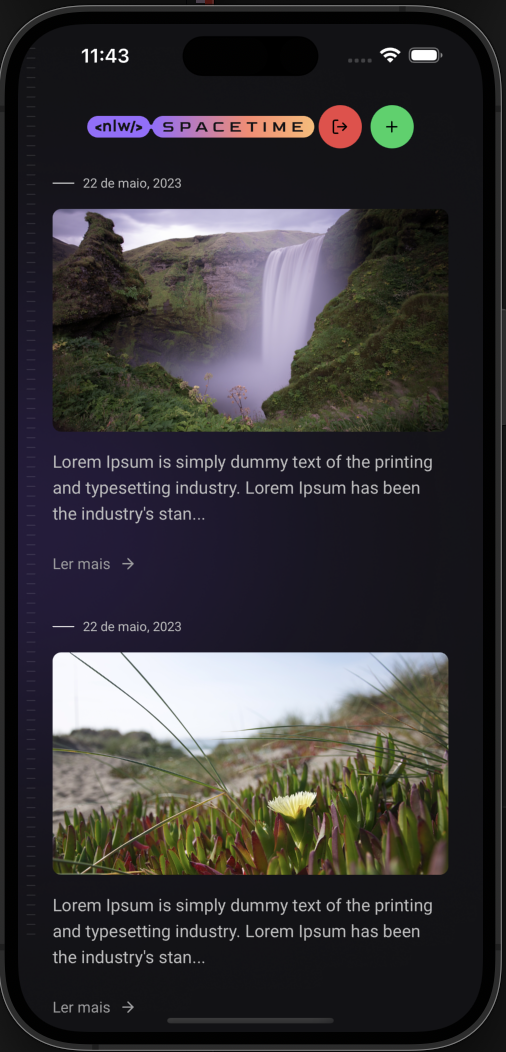 11:43
<nlw/> SPACETIME
22 de maio, 2023
Lorem Ipsum is simply dummy text of the printing
and typesetting industry. Lorem Ipsum has been
the industry's stan...
Ler mais
22 de maio, 2023
Lorem Ipsum is simply dummy text of the printing
and typesetting industry. Lorem Ipsum has been
the industry's stan...
Ler mais